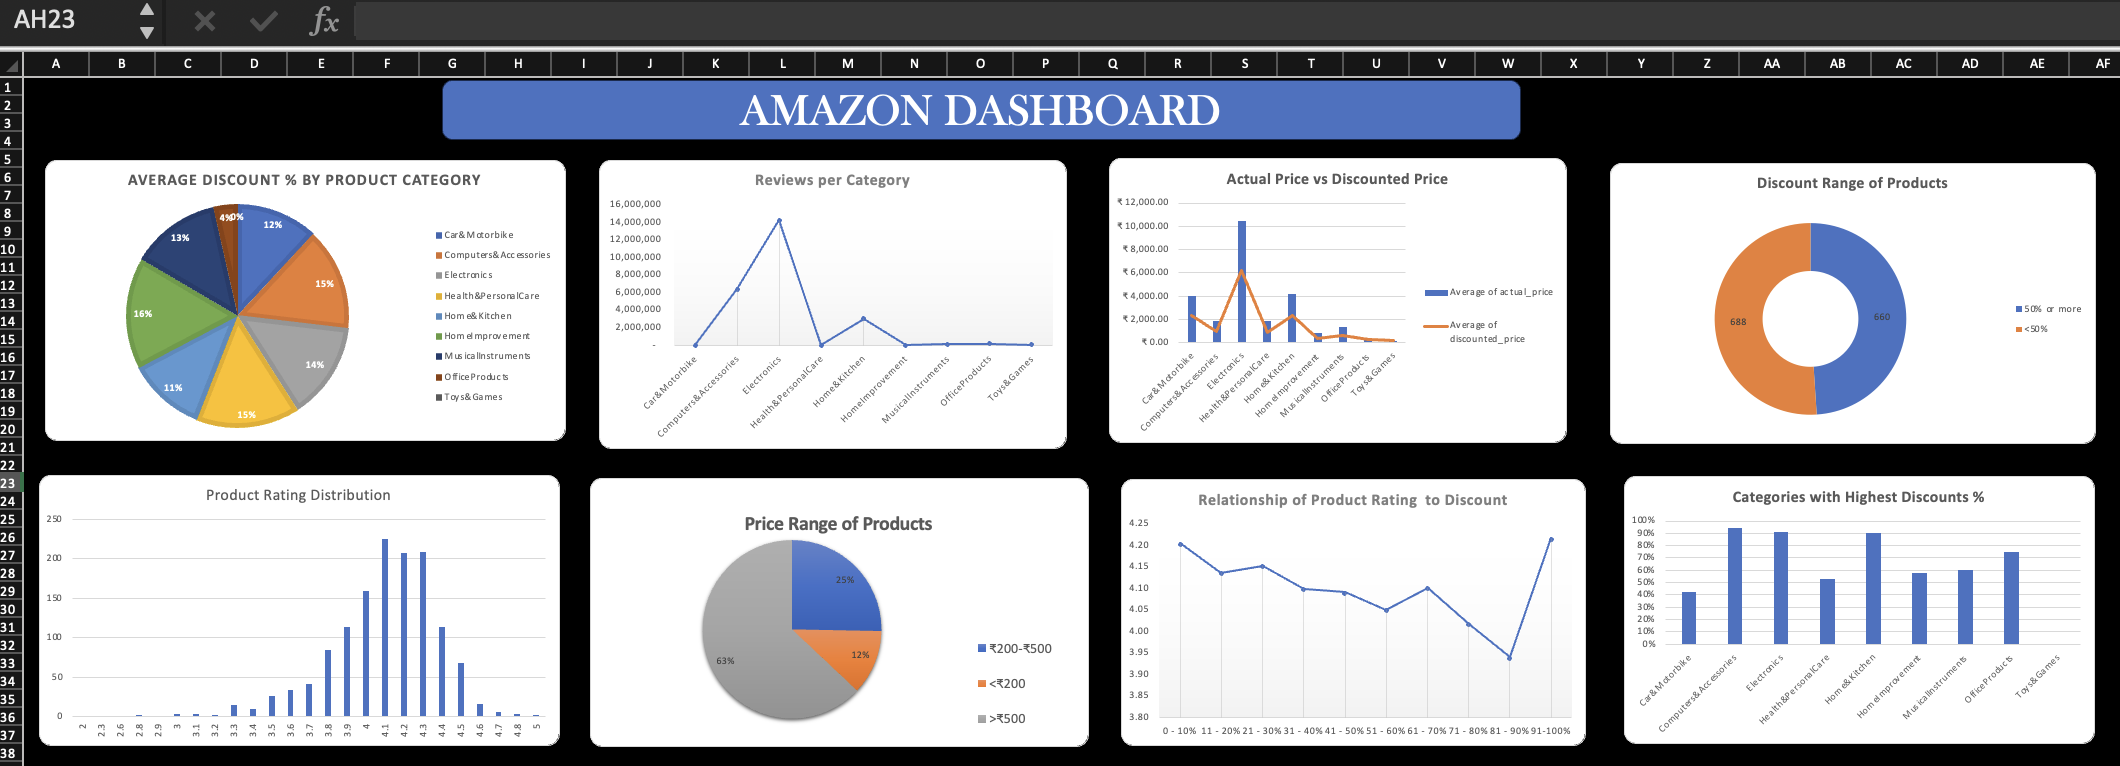 AH23
fx
A B C D E F G H I J K L M N O P Q R S T U V W X Y Z AA AB AC AD AE AF
1
2
3
4
5
6
7
8
9
10
11
12
13
14
15
16
17
18
19
20
21
22
23
24
25
26
27
28
29
30
31
32
33
34
35
36
37
38
AMAZON DASHBOARD
AVERAGE DISCOUNT % BY PRODUCT CATEGORY
4% 0% 12%
13%
15%
16%
14%
11%
15%
Car&Motorbike
Computers&Accessories
Electronics
Health&PersonalCare
Home&Kitchen
HomeImprovement
MusicalInstruments
OfficeProducts
Toys&Games
Reviews per Category
16,000,000
14,000,000
12,000,000
10,000,000
8,000,000
6,000,000
4,000,000
2,000,000
-
Car&Motorbike
Computers&Accessories
Electronics
Health&PersonalCare
Home&Kitchen
HomeImprovement
MusicalInstruments
OfficeProducts
Toys&Games
Actual Price vs Discounted Price
₹ 12,000.00
₹ 10,000.00
₹ 8,000.00
₹ 6,000.00
₹ 4,000.00
₹ 2,000.00
₹ 0.00
Car&Motorbike
Computers&Accessories
Electronics
Health&PersonalCare
Home&Kitchen
HomeImprovement
MusicalInstruments
OfficeProducts
Toys&Games
Average of actual_price
Average of
discounted_price
Discount Range of Products
688
660
50% or more
<50%
Product Rating Distribution
250
200
150
100
50
0
2 2.3 2.6 2.8 2.9 3 3.1 3.2 3.3 3.4 3.5 3.6 3.7 3.8 3.9 4 4.1 4.2 4.3 4.4 4.5 4.6 4.7 4.8 5
Price Range of Products
25%
12%
63%
₹200-₹500
<₹200
>₹500
Relationship of Product Rating to Discount
4.25
4.20
4.15
4.10
4.05
4.00
3.95
3.90
3.85
3.80
0 - 10% 11 - 20% 21 - 30% 31 - 40% 41 - 50% 51 - 60% 61 - 70% 71 - 80% 81 - 90% 91-100%
Categories with Highest Discounts %
100%
90%
80%
70%
60%
50%
40%
30%
20%
10%
0%
Car&Motorbike
Computers&Accessories
Electronics
Health&PersonalCare
Home&Kitchen
HomeImprovement
MusicalInstruments
OfficeProducts
Toys&Games